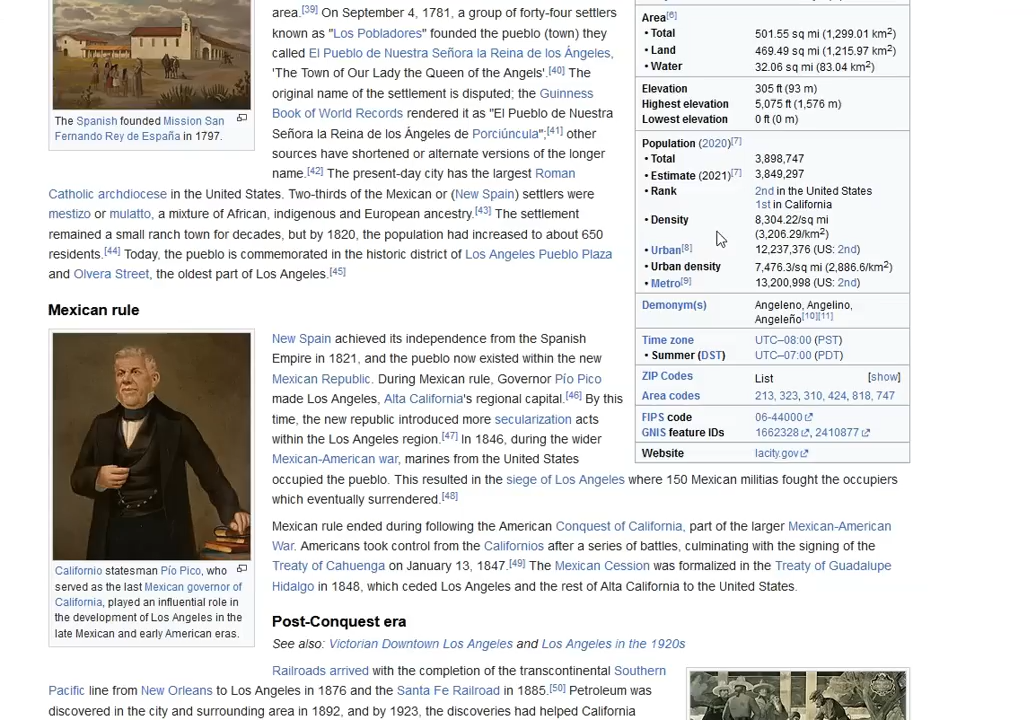 area.[39] On September 4, 1781, a group of forty-four settlers
known as "Los Pobladores" founded the pueblo (town) they
called El Pueblo de Nuestra Señora la Reina de los Ángeles,
'The Town of Our Lady the Queen of the Angels'.[40] The
original name of the settlement is disputed; the Guinness
Book of World Records rendered it as "El Pueblo de Nuestra
Señora la Reina de los Ángeles de Porciúncula";[41] other
sources have shortened or alternate versions of the longer
name.[42] The present-day city has the largest Roman
Catholic archdiocese in the United States. Two-thirds of the Mexican or (New Spain) settlers were
mestizo or mulatto, a mixture of African, indigenous and European ancestry.[43] The settlement
remained a small ranch town for decades, but by 1820, the population had increased to about 650
residents.[44] Today, the pueblo is commemorated in the historic district of Los Angeles Pueblo Plaza
and Olvera Street, the oldest part of Los Angeles.[45]
The Spanish founded Mission San
Fernando Rey de España in 1797.
Mexican rule
New Spain achieved its independence from the Spanish
Empire in 1821, and the pueblo now existed within the new
Mexican Republic. During Mexican rule, Governor Pío Pico
made Los Angeles, Alta California's regional capital.[46] By this
time, the new republic introduced more secularization acts
within the Los Angeles region.[47] In 1846, during the wider
Mexican-American war, marines from the United States
occupied the pueblo. This resulted in the siege of Los Angeles where 150 Mexican militias fought the occupiers
which eventually surrendered.[48]
Mexican rule ended during following the American Conquest of California, part of the larger Mexican-American
War. Americans took control from the Californios after a series of battles, culminating with the signing of the
Treaty of Cahuenga on January 13, 1847.[49] The Mexican Cession was formalized in the Treaty of Guadalupe
Hidalgo in 1848, which ceded Los Angeles and the rest of Alta California to the United States.
Californio statesman Pío Pico, who
served as the last Mexican governor of
California, played an influential role in
the development of Los Angeles in the
late Mexican and early American eras.
Post-Conquest era
See also: Victorian Downtown Los Angeles and Los Angeles in the 1920s
Railroads arrived with the completion of the transcontinental Southern
Pacific line from New Orleans to Los Angeles in 1876 and the Santa Fe Railroad in 1885.[50] Petroleum was
discovered in the city and surrounding area in 1892, and by 1923, the discoveries had helped California
Area[6]
• Total 501.55 sq mi (1,299.01 km2)
• Land 469.49 sq mi (1,215.97 km2)
• Water 32.06 sq mi (83.04 km2)
Elevation 305 ft (93 m)
Highest elevation 5,075 ft (1,576 m)
Lowest elevation 0 ft (0 m)
Population (2020)[7]
• Total 3,898,747
• Estimate (2021)[7] 3,849,297
• Rank 2nd in the United States
1st in California
• Density 8,304.22/sq mi
(3,206.29/km2)
• Urban[8] 12,237,376 (US: 2nd)
• Urban density 7,476.3/sq mi (2,886.6/km2)
• Metro[9] 13,200,998 (US: 2nd)
Demonym(s) Angeleno, Angelino,
Angeleño[10][11]
Time zone UTC–08:00 (PST)
• Summer (DST) UTC–07:00 (PDT)
ZIP Codes List [show]
Area codes 213, 323, 310, 424, 818, 747
FIPS code 06-44000
GNIS feature IDs 1662328, 2410877
Website lacity.gov